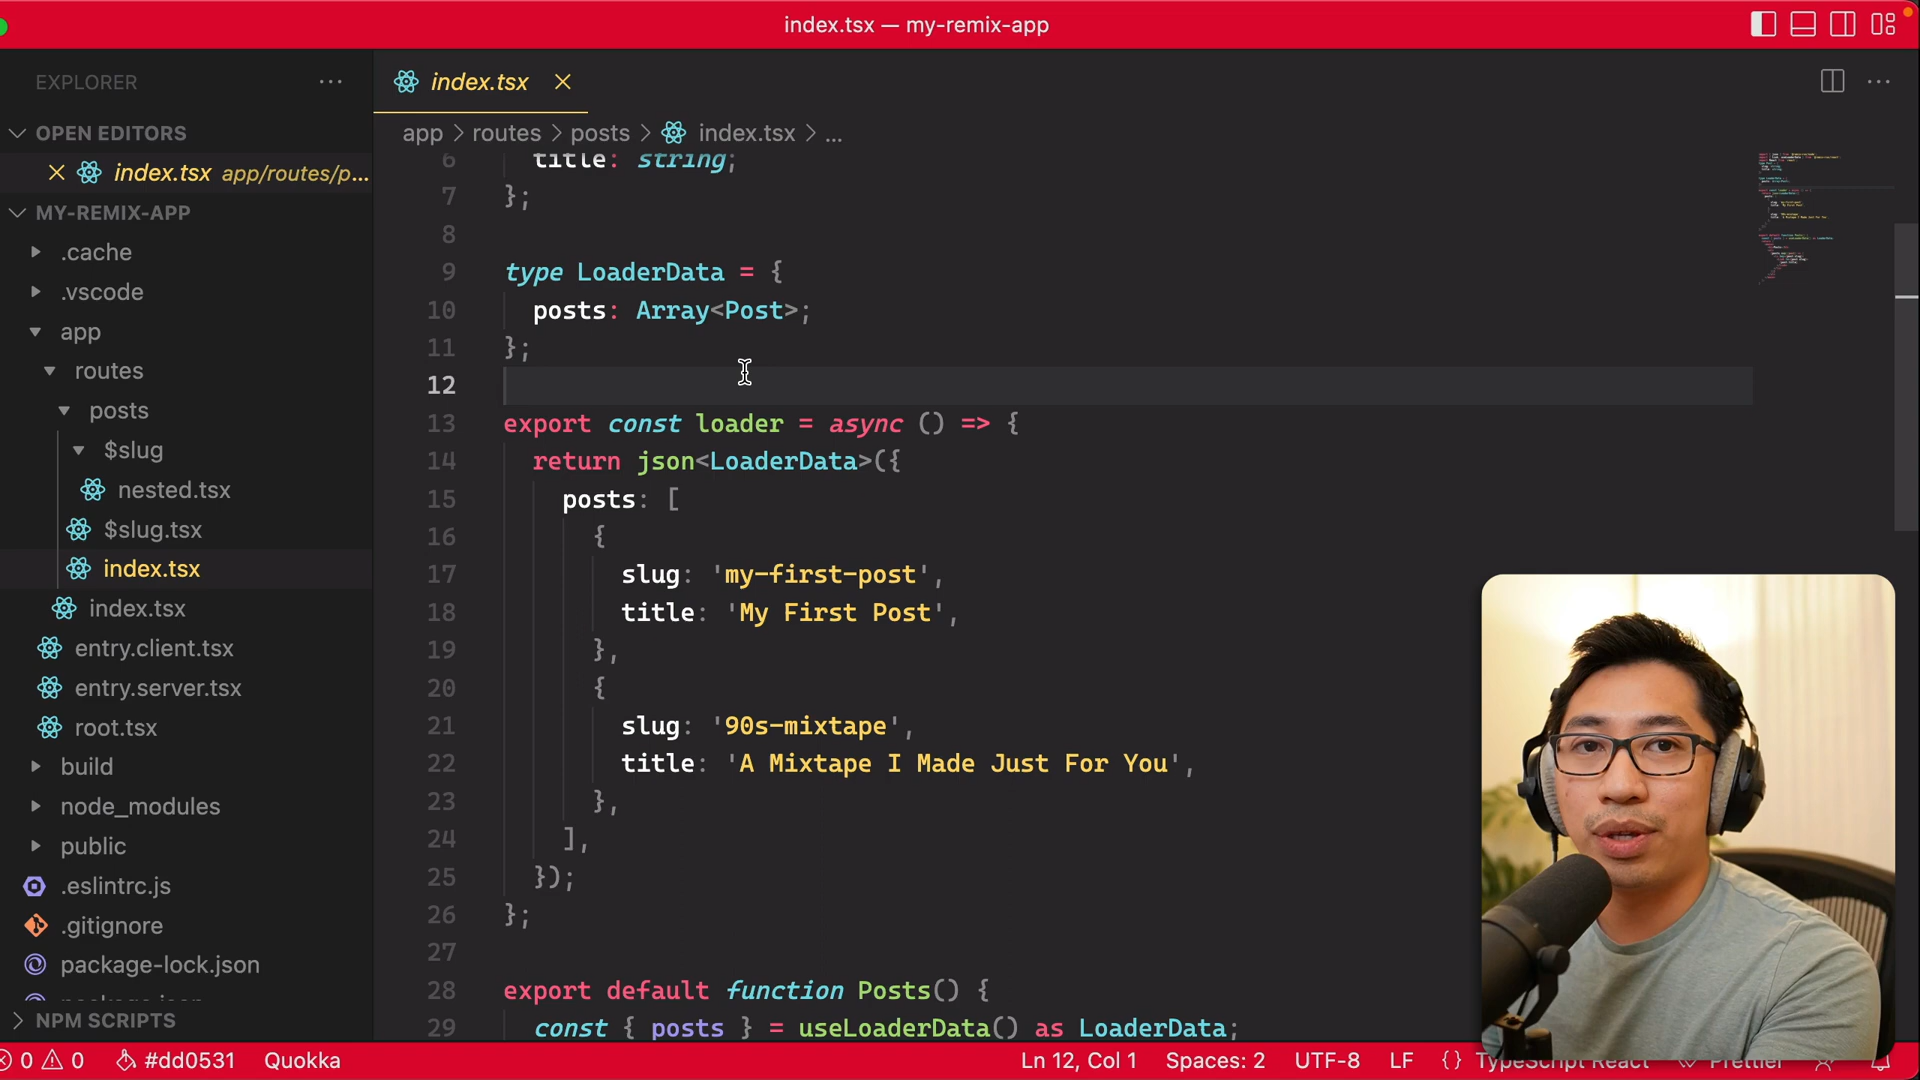 index.tsx — my-remix-app
EXPLORER
OPEN EDITORS
index.tsx app/routes/p...
MY-REMIX-APP
.cache
.vscode
app
routes
posts
$slug
nested.tsx
$slug.tsx
index.tsx
index.tsx
entry.client.tsx
entry.server.tsx
root.tsx
build
node_modules
public
.eslintrc.js
.gitignore
package-lock.json
NPM SCRIPTS
index.tsx
app > routes > posts > index.tsx > ...
6 title: string;
7 };
8
9 type LoaderData = {
10 posts: Array<Post>;
11 };
12
13 export const loader = async () => {
14 return json<LoaderData>({
15 posts: [
16 {
17 slug: 'my-first-post',
18 title: 'My First Post',
19 },
20 {
21 slug: '90s-mixtape',
22 title: 'A Mixtape I Made Just For You',
23 },
24 ],
25 });
26 };
27
28 export default function Posts() {
29 const { posts } = useLoaderData() as LoaderData;
0 0 #dd0531 Quokka Ln 12, Col 1 Spaces: 2 UTF-8 LF {} TypeScript React Prettier